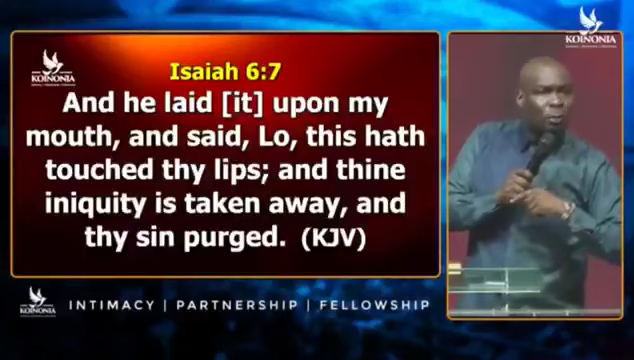 KOINONIA
Isaiah 6:7
And he laid [it] upon my
mouth, and said, Lo, this hath
touched thy lips; and thine
iniquity is taken away, and
thy sin purged. (KJV)
KOINONIA
KOINONIA
INTIMACY | PARTNERSHIP | FELLOWSHIP